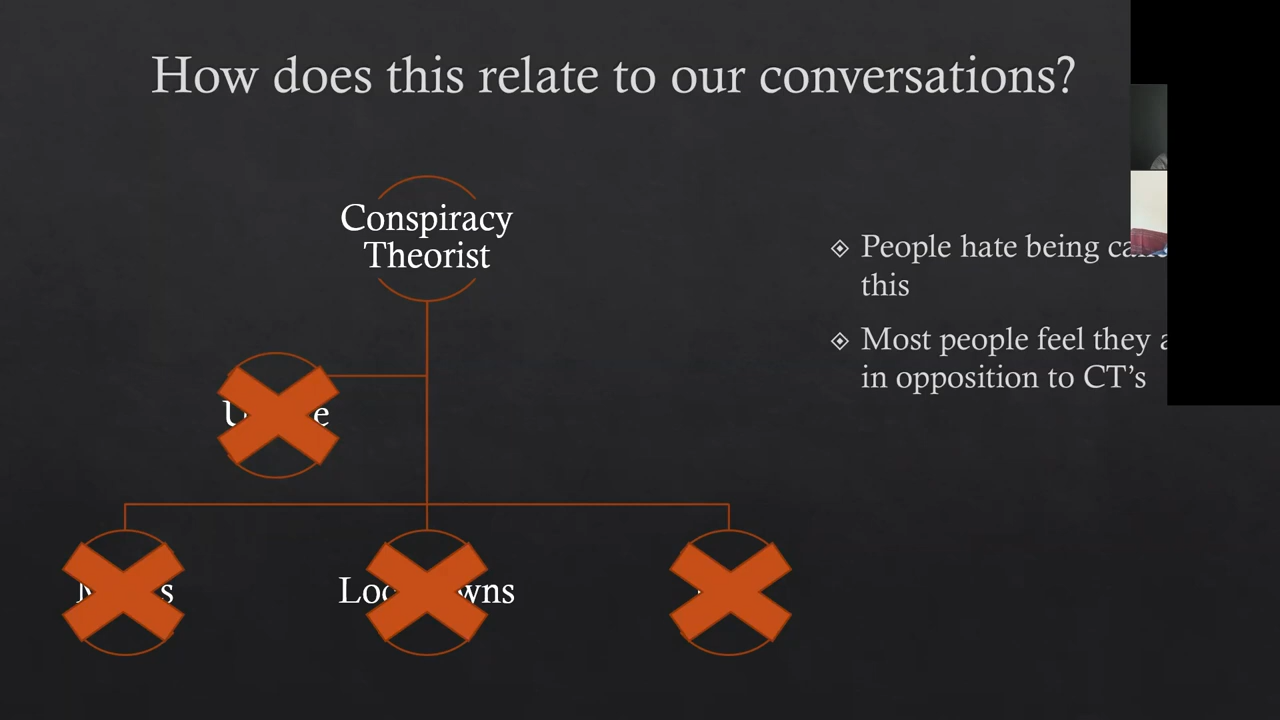 How does this relate to our conversations?
Conspiracy
Theorist
People hate being
this
Most people feel they
in opposition to CT's